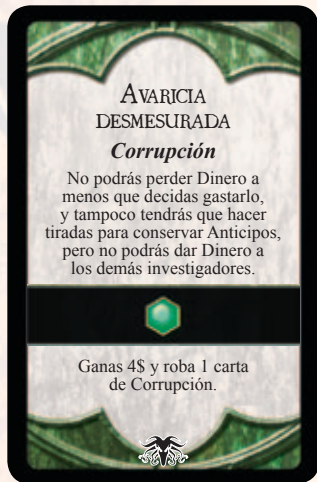 AVARICIA
DESMESURADA
Corrupción
No podrás perder Dinero a
menos que decidas gastarlo,
y tampoco tendrás que hacer
tiradas para conservar Anticipos,
pero no podrás dar Dinero a
los demás investigadores.
Ganas 4$ y roba 1 carta
de Corrupción.